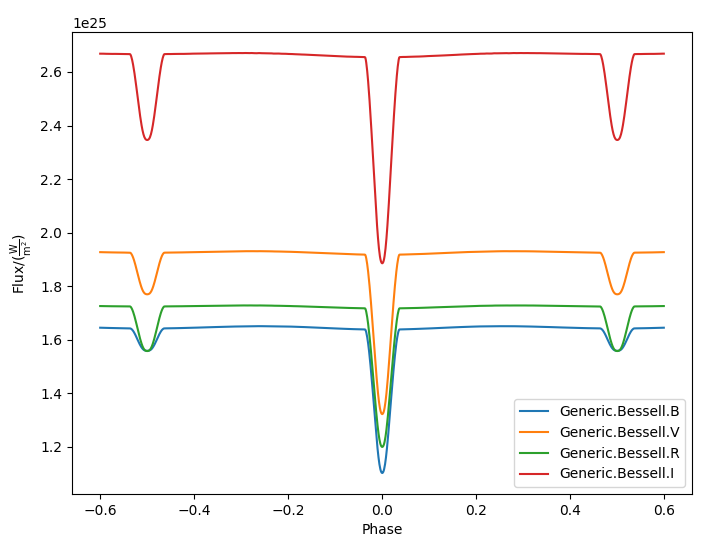 1e25
2.6
2.4
2.2
2.0
1.8
1.6
1.4
1.2
Flux/(W/m²)
−0.6
−0.4
−0.2
0.0
0.2
0.4
0.6
Phase
Generic.Bessell.B
Generic.Bessell.V
Generic.Bessell.R
Generic.Bessell.I